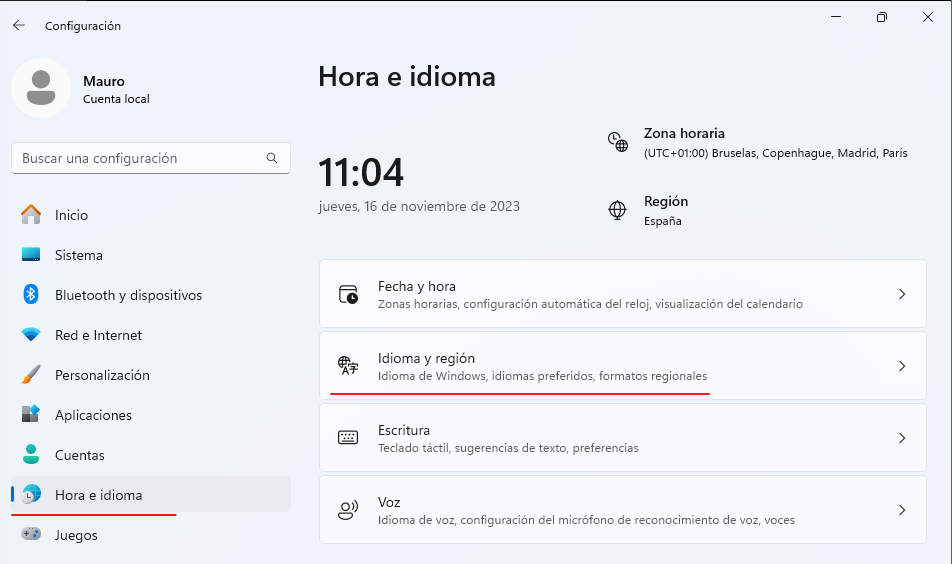 Configuración
Mauro
Cuenta local
Buscar una configuración
Inicio
Sistema
Bluetooth y dispositivos
Red e Internet
Personalización
Aplicaciones
Cuentas
Hora e idioma
Juegos
Hora e idioma
11:04
jueves, 16 de noviembre de 2023
Zona horaria
(UTC+01:00) Bruselas, Copenhague, Madrid, París
Región
España
Fecha y hora
Zonas horarias, configuración automática del reloj, visualización del calendario
Idioma y región
Idioma de Windows, idiomas preferidos, formatos regionales
Escritura
Teclado táctil, sugerencias de texto, preferencias
Voz
Idioma de voz, configuración del micrófono de reconocimiento de voz, voces